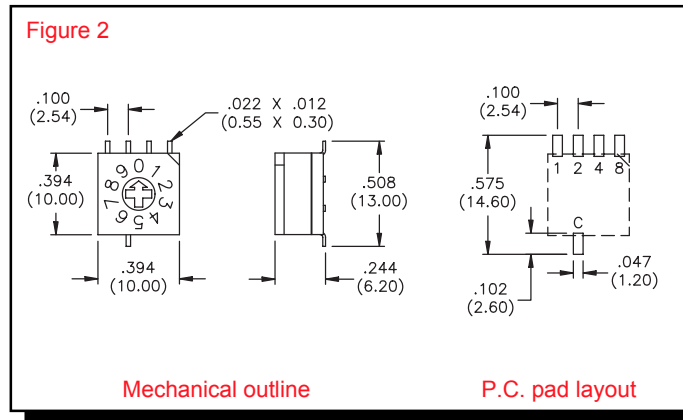 Figure 2
.100
(2.54)
.022 X .012
(0.55 X 0.30)
.394
(10.00)
0 1 2 3 4 5 6 7 8 9
.394
(10.00)
.508
(13.00)
.244
(6.20)
.100
(2.54)
1 2 4 8
.575
(14.60)
C
.047
(1.20)
.102
(2.60)
Mechanical outline
P.C. pad layout